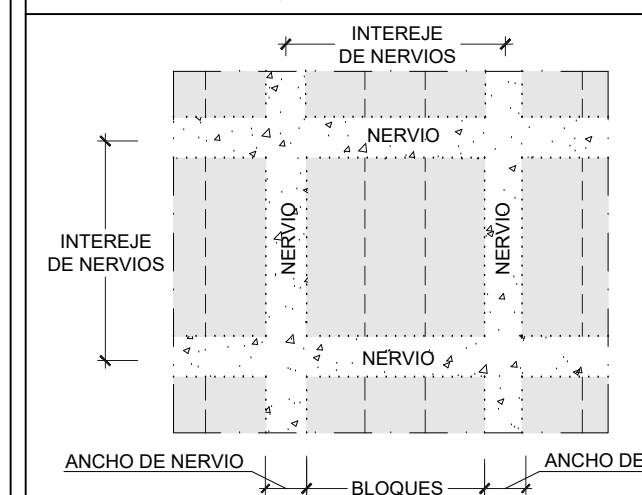 INTEREJE
DE NERVIOS
NERVIO
NERVIO
NERVIO
INTEREJE
DE NERVIOS
NERVIO
ANCHO DE NERVIO
ANCHO DE
BLOQUES